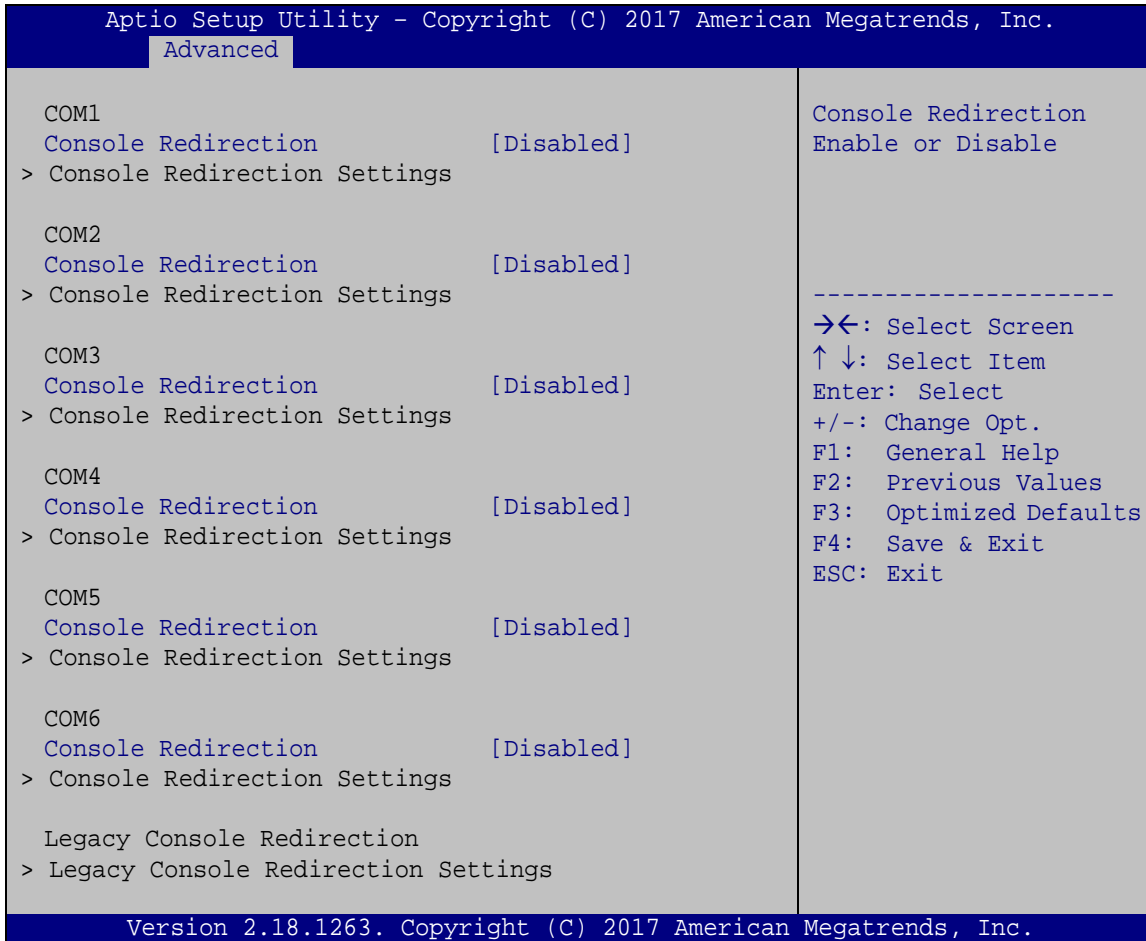 Aptio Setup Utility – Copyright (C) 2017 American Megatrends, Inc.
Advanced
COM1
Console Redirection [Disabled]
> Console Redirection Settings
COM2
Console Redirection [Disabled]
> Console Redirection Settings
COM3
Console Redirection [Disabled]
> Console Redirection Settings
COM4
Console Redirection [Disabled]
> Console Redirection Settings
COM5
Console Redirection [Disabled]
> Console Redirection Settings
COM6
Console Redirection [Disabled]
> Console Redirection Settings
Legacy Console Redirection
> Legacy Console Redirection Settings
Console Redirection
Enable or Disable
---------------------
→←: Select Screen
↑ ↓: Select Item
Enter: Select
+/-: Change Opt.
F1: General Help
F2: Previous Values
F3: Optimized Defaults
F4: Save & Exit
ESC: Exit
Version 2.18.1263. Copyright (C) 2017 American Megatrends, Inc.